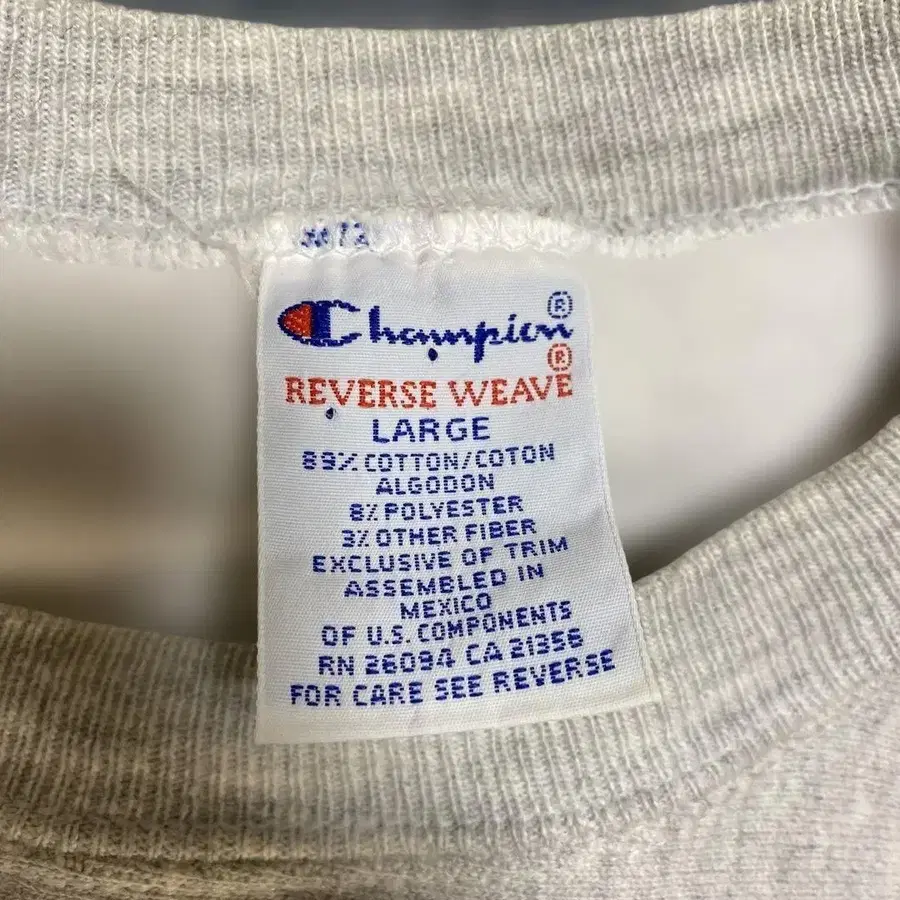 Champion®
REVERSE WEAVE®
LARGE
89% COTTON/COTON
ALGODON
8% POLYESTER
3% OTHER FIBER
EXCLUSIVE OF TRIM
ASSEMBLED IN
MEXICO
OF U.S. COMPONENTS
RN 26094 CA 21358
FOR CARE SEE REVERSE